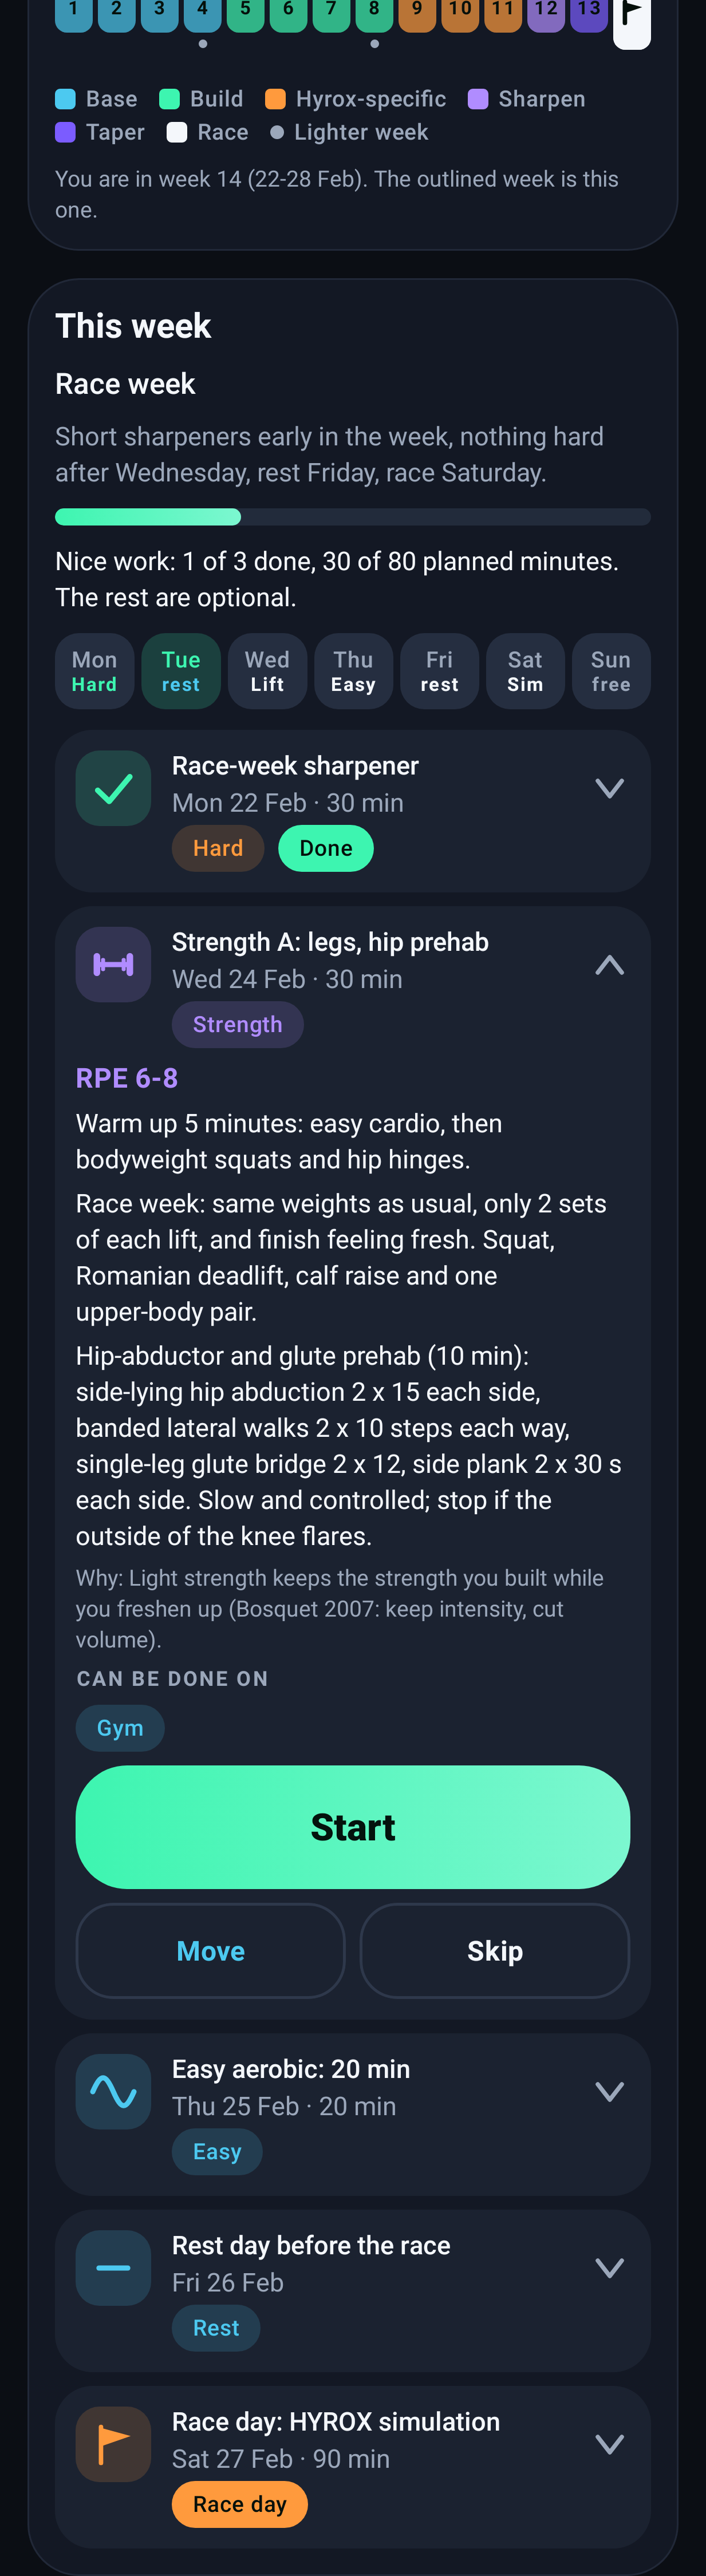 1 2 3 4 5 6 7 8 9 10 11 12 13
Base Build Hyrox-specific Sharpen
Taper Race Lighter week
You are in week 14 (22-28 Feb). The outlined week is this
one.
This week
Race week
Short sharpeners early in the week, nothing hard
after Wednesday, rest Friday, race Saturday.
Nice work: 1 of 3 done, 30 of 80 planned minutes.
The rest are optional.
Mon Tue Wed Thu Fri Sat Sun
Hard rest Lift Easy rest Sim free
Race-week sharpener
Mon 22 Feb · 30 min
Hard Done
Strength A: legs, hip prehab
Wed 24 Feb · 30 min
Strength
RPE 6-8
Warm up 5 minutes: easy cardio, then
bodyweight squats and hip hinges.
Race week: same weights as usual, only 2 sets
of each lift, and finish feeling fresh. Squat,
Romanian deadlift, calf raise and one
upper-body pair.
Hip-abductor and glute prehab (10 min):
side-lying hip abduction 2 x 15 each side,
banded lateral walks 2 x 10 steps each way,
single-leg glute bridge 2 x 12, side plank 2 x 30 s
each side. Slow and controlled; stop if the
outside of the knee flares.
Why: Light strength keeps the strength you built while
you freshen up (Bosquet 2007: keep intensity, cut
volume).
CAN BE DONE ON
Gym
Start
Move Skip
Easy aerobic: 20 min
Thu 25 Feb · 20 min
Easy
Rest day before the race
Fri 26 Feb
Rest
Race day: HYROX simulation
Sat 27 Feb · 90 min
Race day